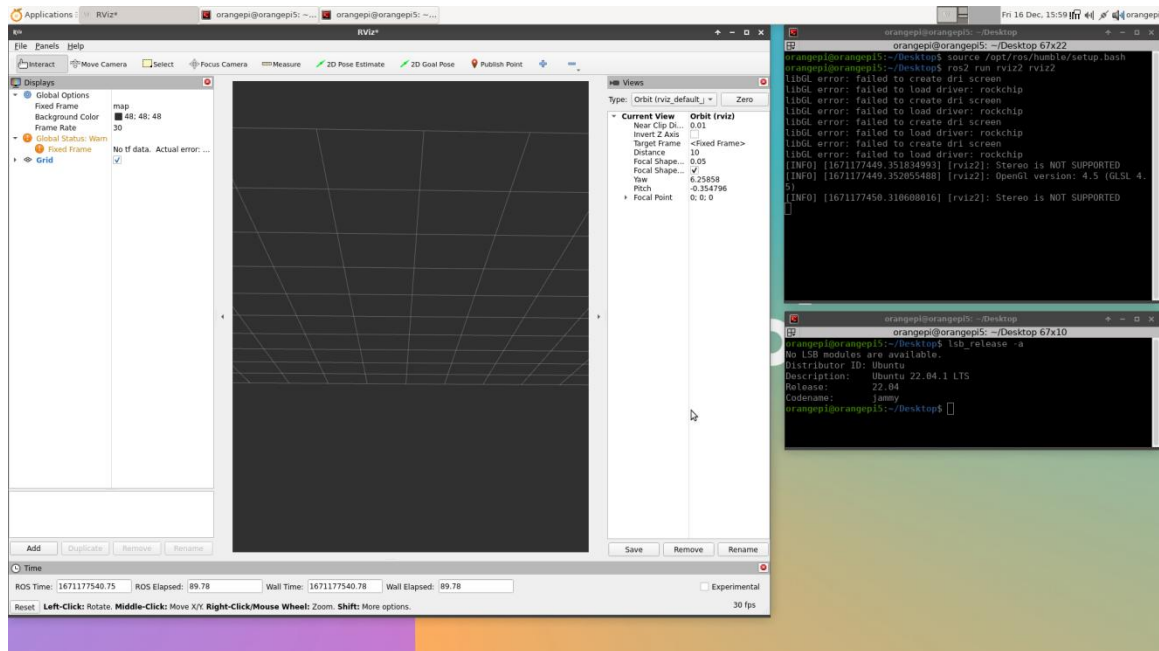 Applications
RViz*
orangepi@orangepi5: ~...
orangepi@orangepi5: ~...
Fri 16 Dec, 15:59
orangepi
RViz*
File Panels Help
Interact Move Camera Select Focus Camera Measure 2D Pose Estimate 2D Goal Pose Publish Point
Displays
Global Options
Fixed Frame map
Background Color 48; 48; 48
Frame Rate 30
Global Status: Warn
Fixed Frame No tf data. Actual error: ...
Grid
Add Duplicate Remove Rename
Views
Type: Orbit (rviz_default_ Zero
Current View Orbit (rviz)
Near Clip Di... 0.01
Invert Z Axis
Target Frame <Fixed Frame>
Distance 10
Focal Shape... 0.05
Focal Shape...
Yaw 6.25858
Pitch -0.354796
Focal Point 0; 0; 0
Save Remove Rename
Time
ROS Time: 1671177540.75 ROS Elapsed: 89.78 Wall Time: 1671177540.78 Wall Elapsed: 89.78 Experimental
Reset Left-Click: Rotate. Middle-Click: Move X/Y. Right-Click/Mouse Wheel: Zoom. Shift: More options. 30 fps
orangepi@orangepi5: ~/Desktop
orangepi@orangepi5: ~/Desktop 67x22
orangepi@orangepi5:~/Desktop$ source /opt/ros/humble/setup.bash
orangepi@orangepi5:~/Desktop$ ros2 run rviz2 rviz2
libGL error: failed to create dri screen
libGL error: failed to load driver: rockchip
libGL error: failed to create dri screen
libGL error: failed to load driver: rockchip
libGL error: failed to create dri screen
libGL error: failed to load driver: rockchip
libGL error: failed to create dri screen
libGL error: failed to load driver: rockchip
[INFO] [1671177449.351834993] [rviz2]: Stereo is NOT SUPPORTED
[INFO] [1671177449.352055488] [rviz2]: OpenGl version: 4.5 (GLSL 4.
5)
[INFO] [1671177450.310608016] [rviz2]: Stereo is NOT SUPPORTED
orangepi@orangepi5: ~/Desktop
orangepi@orangepi5: ~/Desktop 67x10
orangepi@orangepi5:~/Desktop$ lsb_release -a
No LSB modules are available.
Distributor ID: Ubuntu
Description: Ubuntu 22.04.1 LTS
Release: 22.04
Codename: jammy
orangepi@orangepi5:~/Desktop$